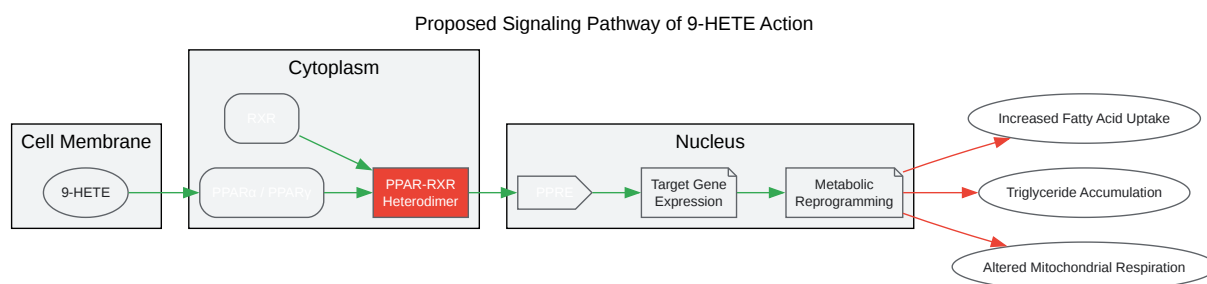 Proposed Signaling Pathway of 9-HETE Action
Cell Membrane
9-HETE
Cytoplasm
RXR
PPARα / PPARγ
PPAR-RXR
Heterodimer
Nucleus
PPRE
Target Gene
Expression
Metabolic
Reprogramming
Increased Fatty Acid Uptake
Triglyceride Accumulation
Altered Mitochondrial Respiration